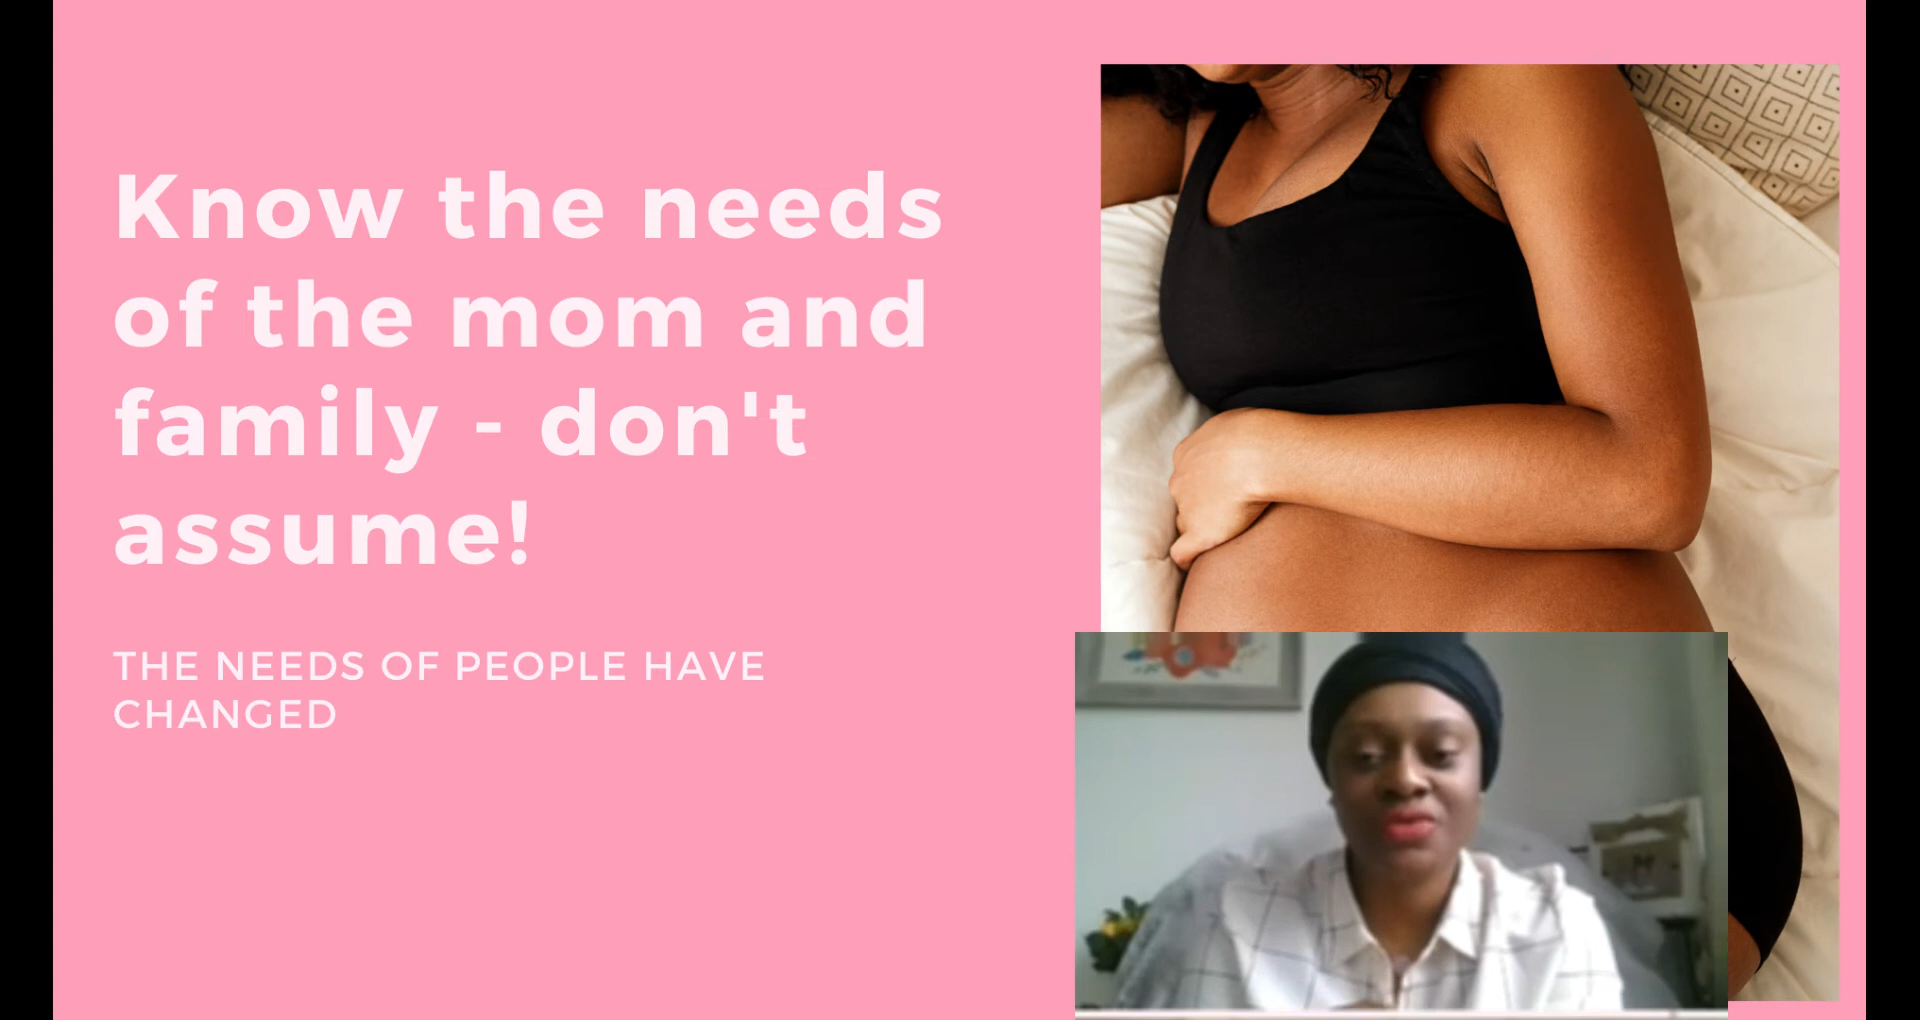 Know the needs
of the mom and
family - don't
assume!
THE NEEDS OF PEOPLE HAVE
CHANGED